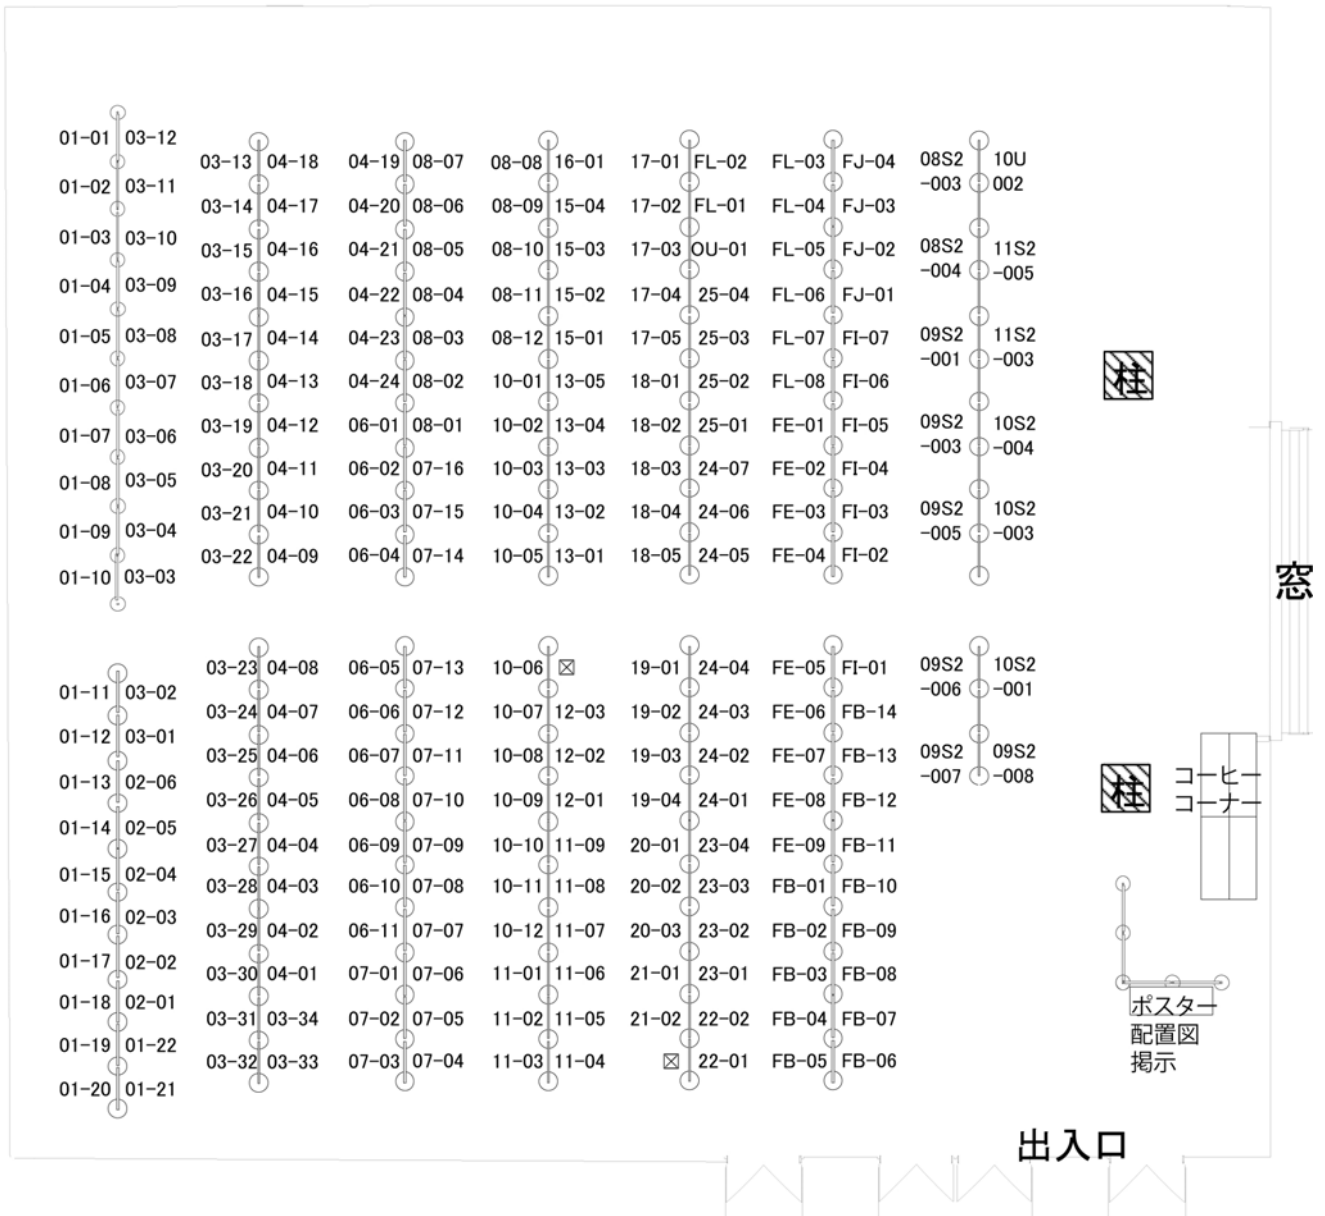 01-01 03-12
01-02 03-11
01-03 03-10
01-04 03-09
01-05 03-08
01-06 03-07
01-07 03-06
01-08 03-05
01-09 03-04
01-10 03-03
03-13 04-18
03-14 04-17
03-15 04-16
03-16 04-15
03-17 04-14
03-18 04-13
03-19 04-12
03-20 04-11
03-21 04-10
03-22 04-09
04-19 08-07
04-20 08-06
04-21 08-05
04-22 08-04
04-23 08-03
04-24 08-02
06-01 08-01
06-02 07-16
06-03 07-15
06-04 07-14
08-08 16-01
08-09 15-04
08-10 15-03
08-11 15-02
08-12 15-01
10-01 13-05
10-02 13-04
10-03 13-03
10-04 13-02
10-05 13-01
17-01 FL-02
17-02 FL-01
17-03 OU-01
17-04 25-04
17-05 25-03
18-01 25-02
18-02 25-01
18-03 24-07
18-04 24-06
18-05 24-05
FL-03 FJ-04
FL-04 FJ-03
FL-05 FJ-02
FL-06 FJ-01
FL-07 FI-07
FL-08 FI-06
FE-01 FI-05
FE-02 FI-04
FE-03 FI-03
FE-04 FI-02
08S2 10U
-003 002
08S2 11S2
-004 -005
09S2 11S2
-001 -003
09S2 10S2
-003 -004
09S2 10S2
-005 -003
柱
窓
01-11 03-02
01-12 03-01
01-13 02-06
01-14 02-05
01-15 02-04
01-16 02-03
01-17 02-02
01-18 02-01
01-19 01-22
01-20 01-21
03-23 04-08
03-24 04-07
03-25 04-06
03-26 04-05
03-27 04-04
03-28 04-03
03-29 04-02
03-30 04-01
03-31 03-34
03-32 03-33
06-05 07-13
06-06 07-12
06-07 07-11
06-08 07-10
06-09 07-09
06-10 07-08
06-11 07-07
07-01 07-06
07-02 07-05
07-03 07-04
10-06
10-07 12-03
10-08 12-02
10-09 12-01
10-10 11-09
10-11 11-08
10-12 11-07
11-01 11-06
11-02 11-05
11-03 11-04
19-01 24-04
19-02 24-03
19-03 24-02
19-04 24-01
20-01 23-04
20-02 23-03
20-03 23-02
21-01 23-01
21-02 22-02
22-01
FE-05 FI-01
FE-06 FB-14
FE-07 FB-13
FE-08 FB-12
FE-09 FB-11
FB-01 FB-10
FB-02 FB-09
FB-03 FB-08
FB-04 FB-07
FB-05 FB-06
09S2 10S2
-006 -001
09S2 09S2
-007 -008
柱
コーヒー
コーナー
ポスター
配置図
掲示
出入口